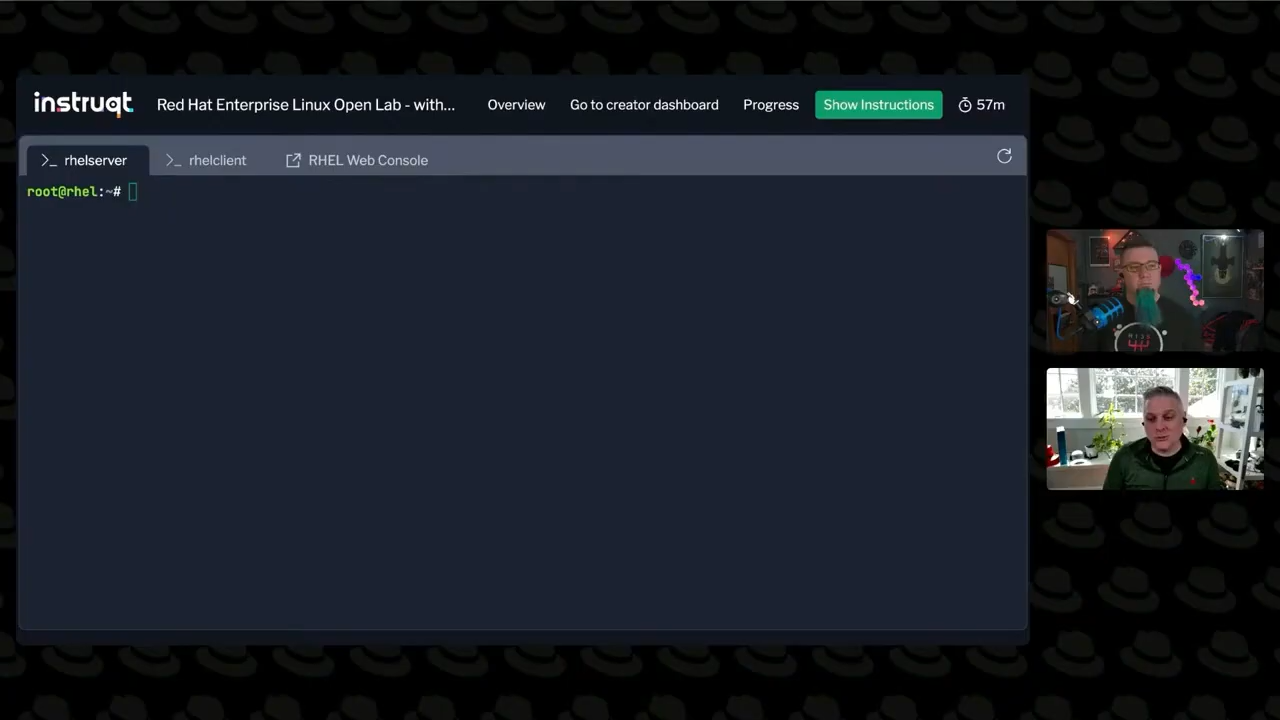 instruqt Red Hat Enterprise Linux Open Lab - with... Overview Go to creator dashboard Progress Show Instructions 57m
>_ rhelserver >_ rhelclient RHEL Web Console
root@rhel:~#